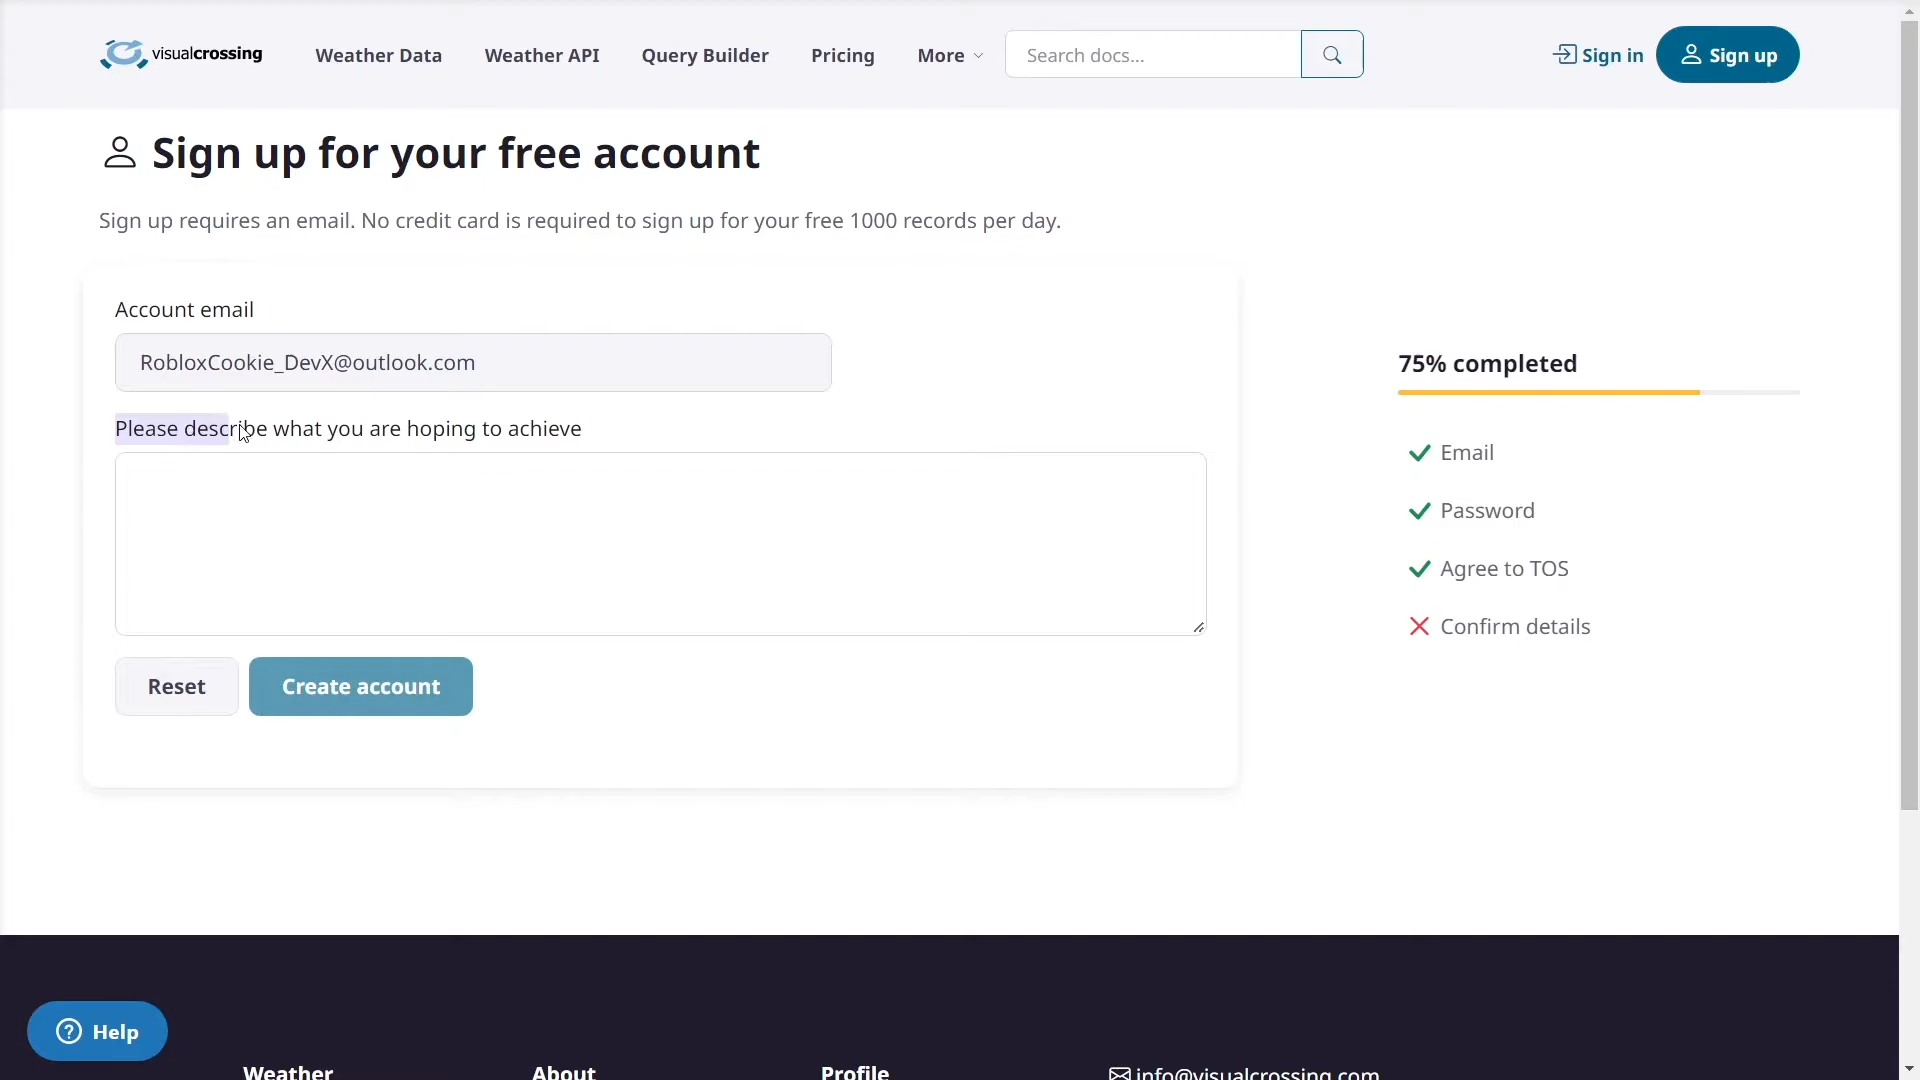 visualcrossing
Weather Data
Weather API
Query Builder
Pricing
More
Search docs...
Sign in
Sign up
Sign up for your free account
Sign up requires an email. No credit card is required to sign up for your free 1000 records per day.
Account email
RobloxCookie_DevX@outlook.com
Please describe what you are hoping to achieve
Reset
Create account
75% completed
Email
Password
Agree to TOS
Confirm details
Help
Weather
About
Profile
info@visualcrossing.com